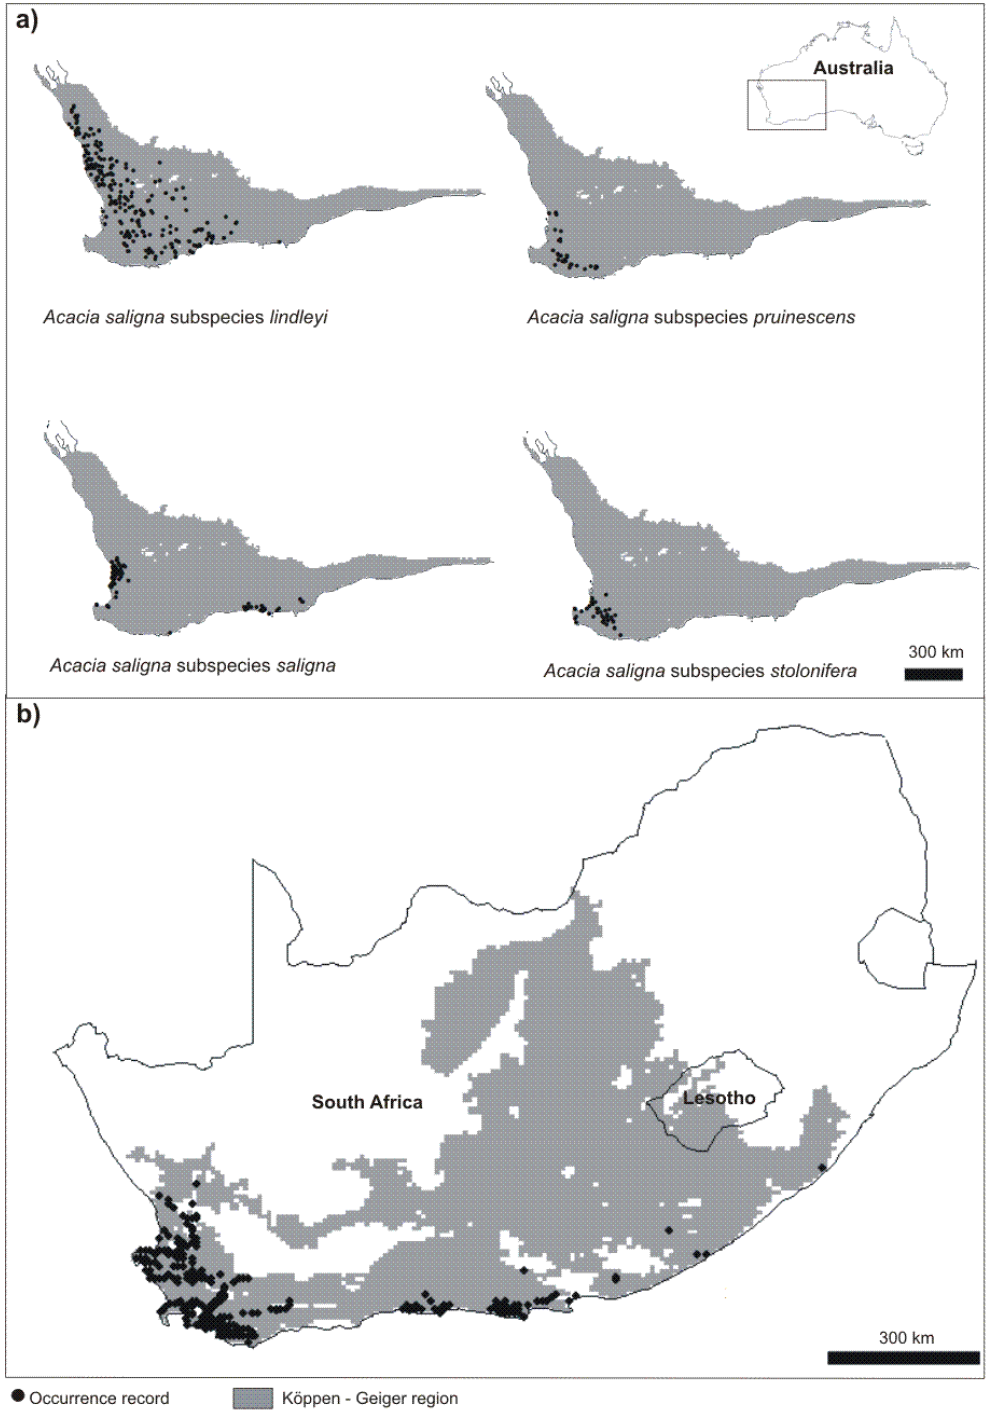 a)
Australia
Acacia saligna subspecies lindleyi
Acacia saligna subspecies pruinescens
Acacia saligna subspecies saligna
Acacia saligna subspecies stolonifera
300 km
b)
South Africa
Lesotho
300 km
Occurrence record
Köppen - Geiger region